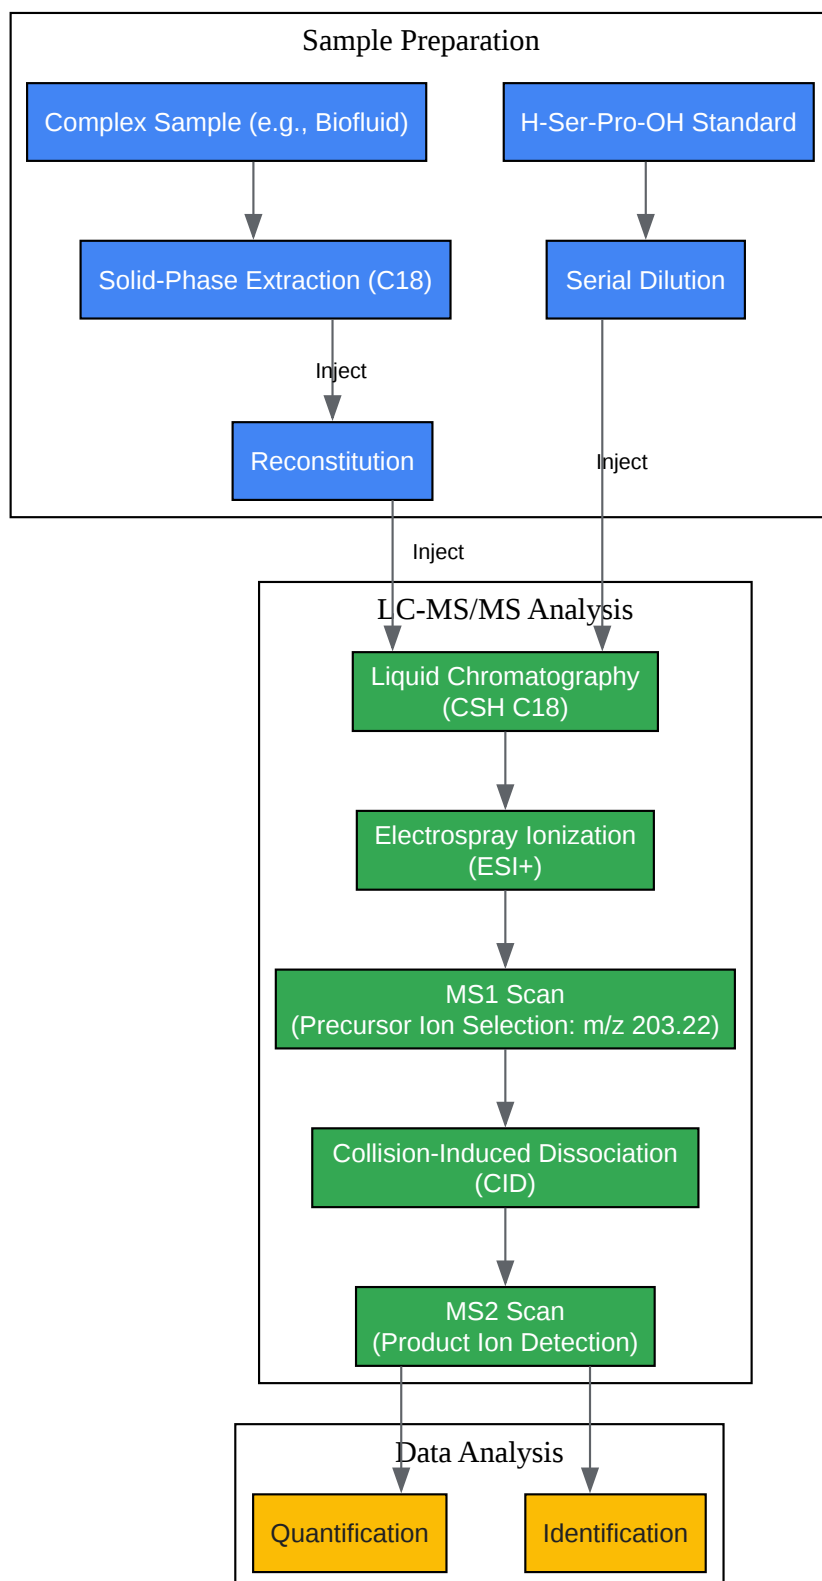 Sample Preparation
Complex Sample (e.g., Biofluid)
H-Ser-Pro-OH Standard
Solid-Phase Extraction (C18)
Serial Dilution
Inject
Reconstitution
Inject
Inject
LC-MS/MS Analysis
Liquid Chromatography
(CSH C18)
Electrospray Ionization
(ESI+)
MS1 Scan
(Precursor Ion Selection: m/z 203.22)
Collision-Induced Dissociation
(CID)
MS2 Scan
(Product Ion Detection)
Data Analysis
Quantification
Identification